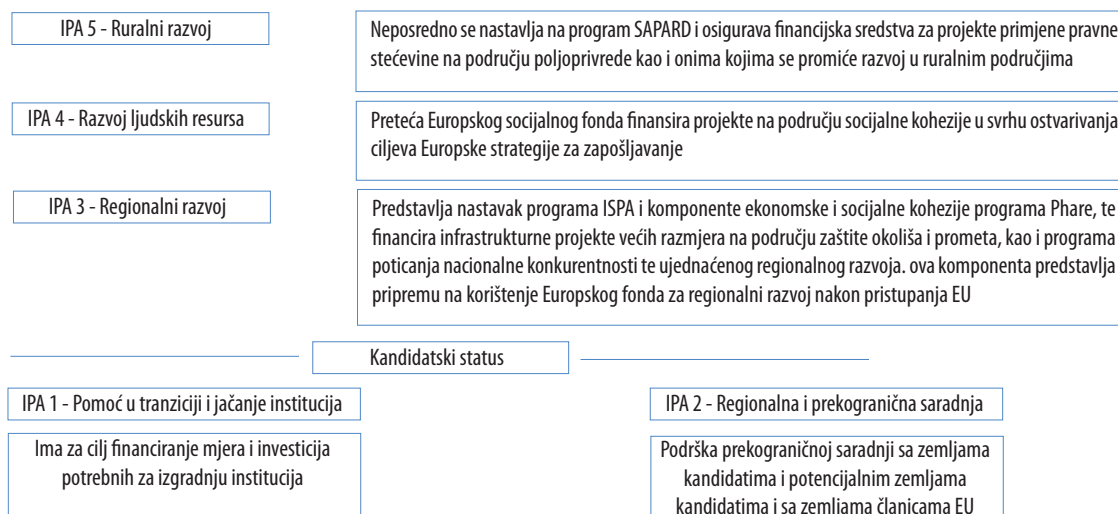 IPA 5 - Ruralni razvoj
Neposredno se nastavlja na program SAPARD i osigurava financijska sredstva za projekte primjene pravne
stećevine na području poljoprivrede kao i onima kojima se promiće razvoj u ruralnim područjima
IPA 4 - Razvoj ljudskih resursa
Preteća Europskog socijalnog fonda finansira projekte na području socijalne kohezije u svrhu ostvarivanja
ciljeva Europske strategije za zapošljavanje
IPA 3 - Regionalni razvoj
Predstavlja nastavak programa ISPA i komponente ekonomske i socijalne kohezije programa Phare, te
financira infrastrukturne projekte većih razmjera na području zaštite okoliša i prometa, kao i programa
poticanja nacionalne konkurentnosti te ujednaćenog regionalnog razvoja. ova komponenta predstavlja
pripremu na korištenje Europskog fonda za regionalni razvoj nakon pristupanja EU
Kandidatski status
IPA 1 - Pomoć u tranziciji i jačanje institucija
Ima za cilj financiranje mjera i investicija
potrebnih za izgradnju institucija
IPA 2 - Regionalna i prekogranična saradnja
Podrška prekograničnoj saradnji sa zemljama
kandidatima i potencijalnim zemljama
kandidatima i sa zemljama članicama EU